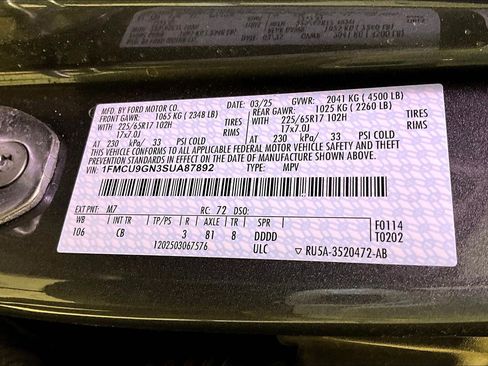 MFD. BY FORD MOTOR CO. 03/25 GVWR: 2041 KG ( 4500 LB)
FRONT GAWR: 1065 KG ( 2348 LB) REAR GAWR: 1025 KG ( 2260 LB)
WITH WITH
225/65R17 102H TIRES 225/65R17 102H TIRES
17x7.0J RIMS 17x7.0J RIMS
AT 230 kPa/ 33 PSI COLD AT 230 kPa/ 33 PSI COLD
THIS VEHICLE CONFORMS TO ALL APPLICABLE FEDERAL MOTOR VEHICLE SAFETY AND
THEFT PREVENTION STANDARDS IN EFFECT ON THE DATE OF MANUFACTURE SHOWN ABOVE.
VIN: 1FMCU9GN3SUA87892 TYPE: MPV
EXT PNT: M7 RC: 72 DSO:
WB INT TR TP/PS R AX TR SPR F0114
106 CB 3 81 8 DDDD T0202
1202503067576 ULC ▽ RU5A-3520472-AB